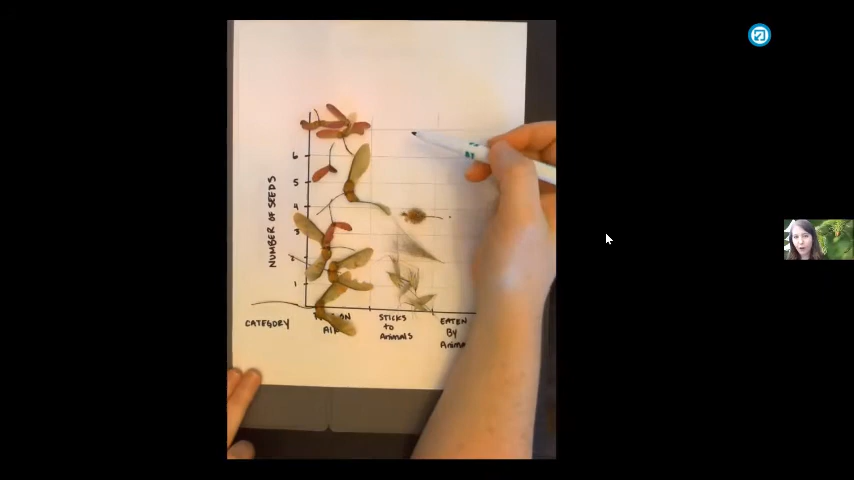 6
5
4
3
2
1
NUMBER OF SEEDS
CATEGORY
STICKS
to
Animals
EATEN
By